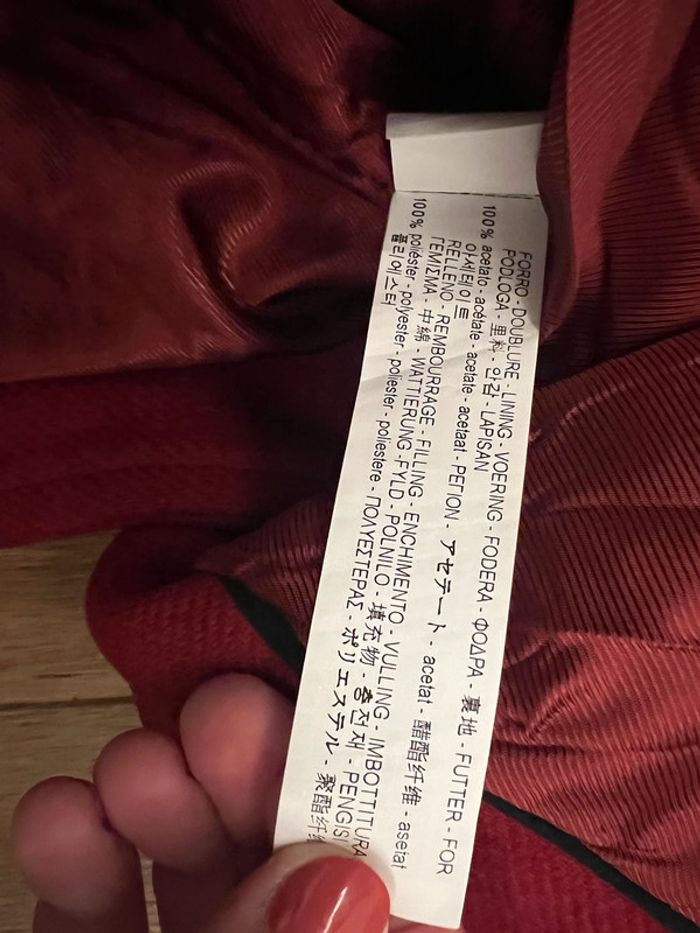 FORRO - DOUBLURE - LINING - VOERING - FODERA - ΦΟΔΡΑ - 裏地 - FUTTER - FOR
PODLOGA - 里料 - 안감 - LAPISAN
100% acetato - acétate - acetate - acetaat - ΡΕΓΙΟΝ - アセテート - acetat - 醋酯纤维 - asetat
아세테이트
RELLENO - REMBOURRAGE - FILLING - ENCHIMENTO - VULLING - IMBOTTITURA
ΓΕΜΙΣΜΑ - 中綿 - WATTIERUNG - FYLD - POLNILO - 填充物 - 충전재 - PENGISI
100% poliéster - polyester - poliester - poliestere - ΠΟΛΥΕΣΤΕΡΑΣ - ポリエステル - 聚酯纤
폴리에스터